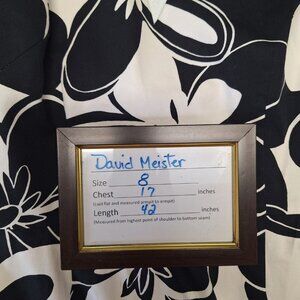 David Meister
Size 8
Chest 17 inches
(Laid flat and measured armpit to armpit)
Length 42 inches
(Measured from highest point of shoulder to bottom seam)